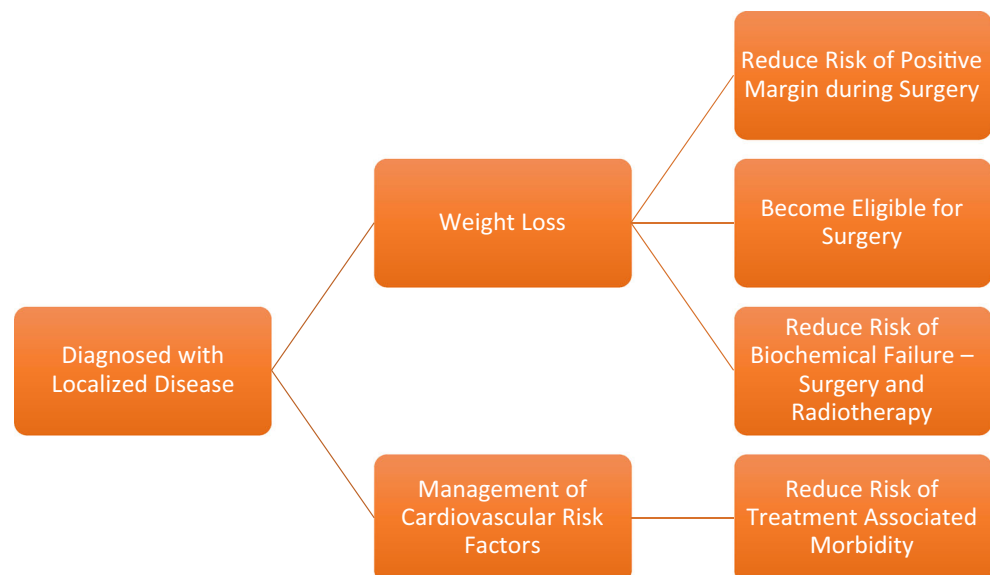 Diagnosed with
Localized Disease
Weight Loss
Reduce Risk of Positive
Margin during Surgery
Become Eligible for
Surgery
Reduce Risk of
Biochemical Failure –
Surgery and
Radiotherapy
Management of
Cardiovascular Risk
Factors
Reduce Risk of
Treatment Associated
Morbidity